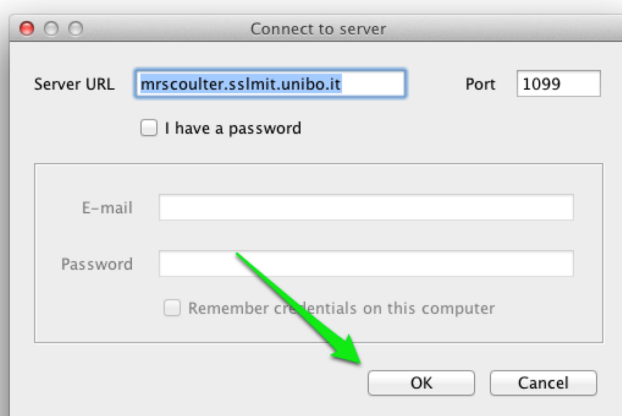 Connect to server
Server URL mrscoulter.sslmit.unibo.it Port 1099
I have a password
E-mail
Password
Remember credentials on this computer
OK Cancel